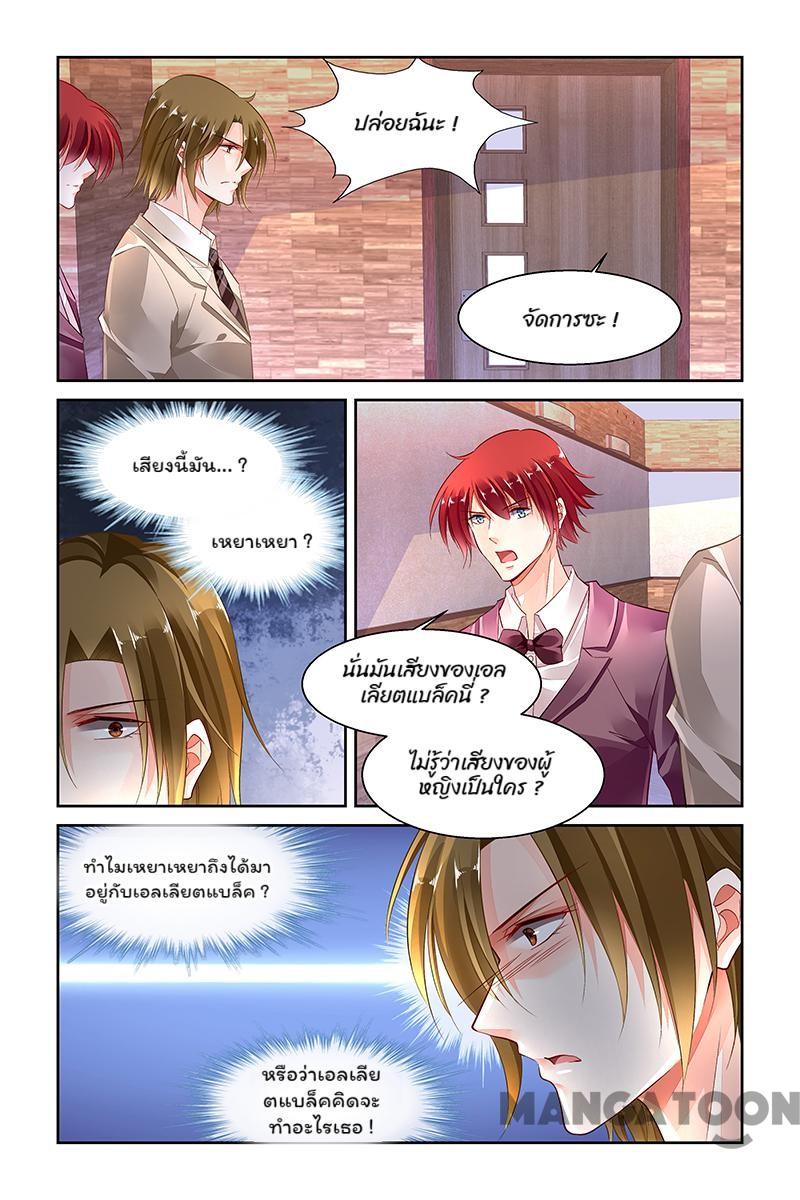 ปล่อยฉันะ !
จัดการซะ !
เสียงนี้มัน... ?
เหยาเหยา ?
นั่นมันเสียงของเอล
เลียตแบล็คนี่ ?
ไม่รู้ว่าเสียงของผู้
หญิงเป็นใคร ?
ทำไมเหยาเหยาถึงได้มา
อยู่กับเอลเลียตแบล็ค ?
หรือว่าเอลเลีย
ตแบล็คคิดจะ
ทำอะไรเธอ !
MANGATOON